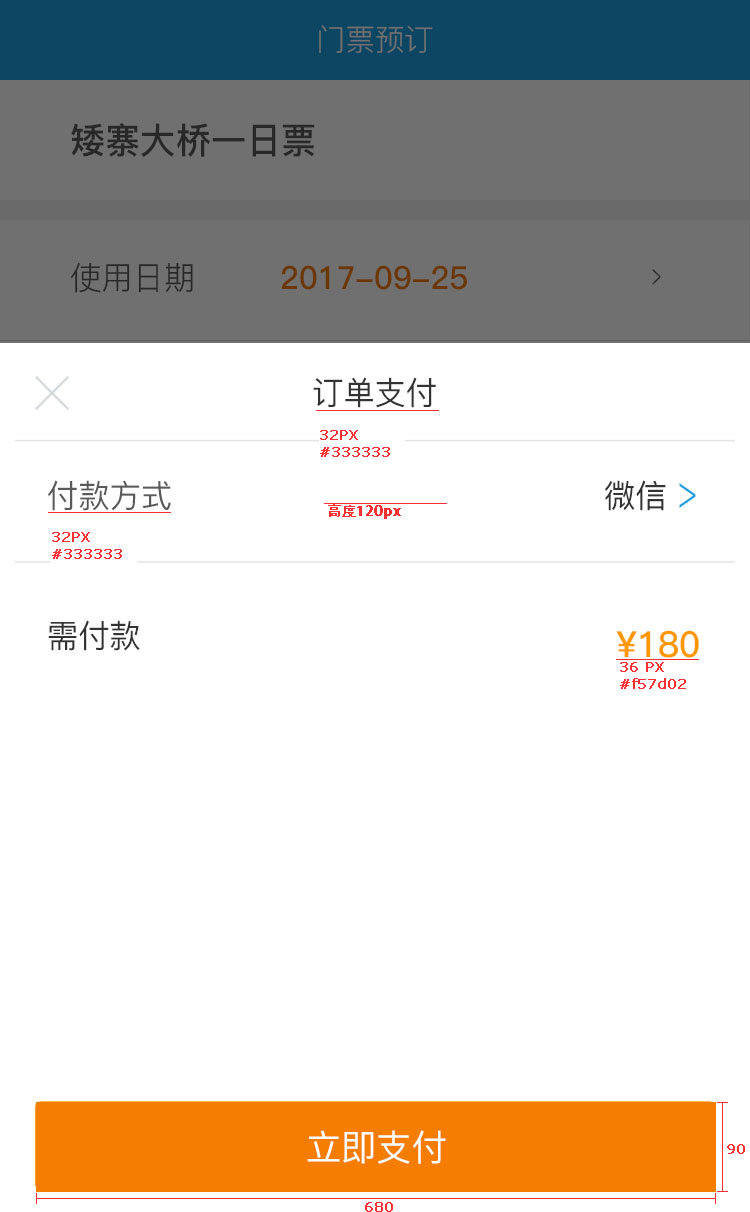 门票预订
矮寨大桥一日票
使用日期 2017-09-25
订单支付
32PX
#333333
付款方式 高度120px 微信
32PX
#333333
需付款 ¥180
36 PX
#f57d02
立即支付
90
680